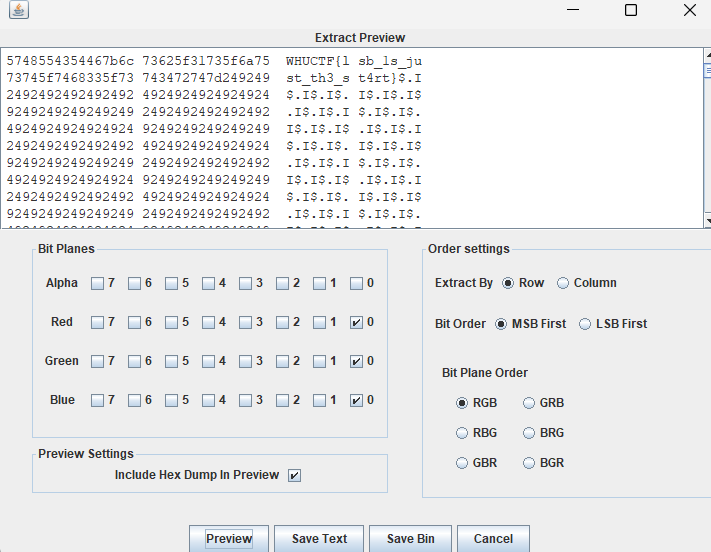 Extract Preview
5748554354467b6c 73625f31735f6a75 WHUCTF{l sb_ls_ju
73745f7468335f73 743472747d249249 st_th3_s t4rt}$.I
2492492492492492 4924924924924924 $.I$.I$. I$.I$.I$
9249249249249249 2492492492492492 .I$.I$.I $.I$.I$.
4924924924924924 9249249249249249 I$.I$.I$ .I$.I$.I
2492492492492492 4924924924924924 $.I$.I$. I$.I$.I$
9249249249249249 2492492492492492 .I$.I$.I $.I$.I$.
4924924924924924 9249249249249249 I$.I$.I$ .I$.I$.I
2492492492492492 4924924924924924 $.I$.I$. I$.I$.I$
9249249249249249 2492492492492492 .I$.I$.I $.I$.I$.
Bit Planes
Alpha 7 6 5 4 3 2 1 0
Red 7 6 5 4 3 2 1 0
Green 7 6 5 4 3 2 1 0
Blue 7 6 5 4 3 2 1 0
Preview Settings
Include Hex Dump In Preview
Order settings
Extract By Row Column
Bit Order MSB First LSB First
Bit Plane Order
RGB GRB
RBG BRG
GBR BGR
Preview Save Text Save Bin Cancel